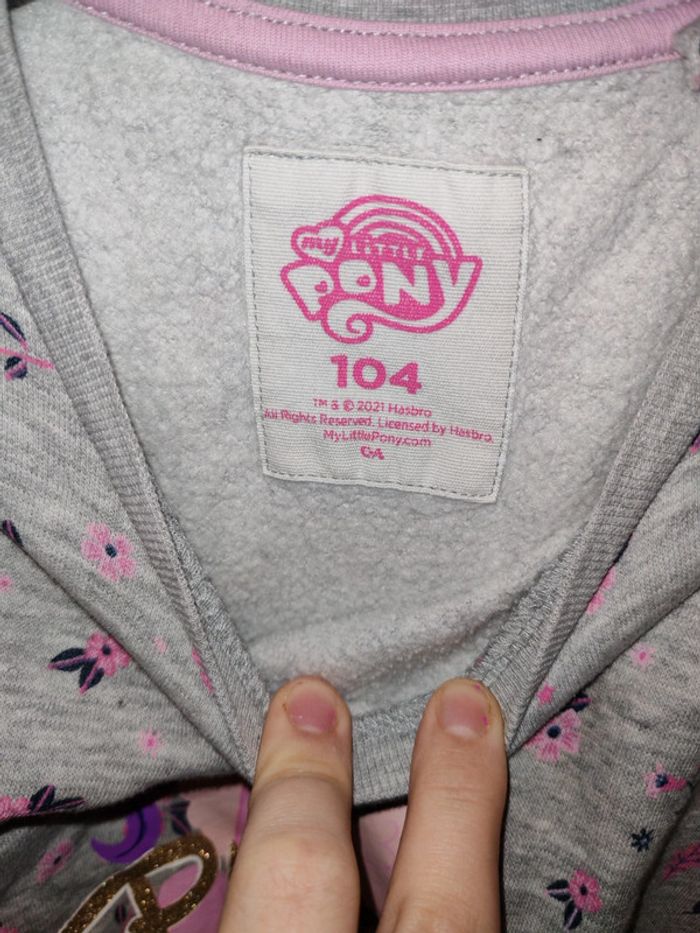 my LITTLE
PONY
104
TM & © 2021 Hasbro
All Rights Reserved. Licensed by Hasbro.
MyLittlePony.com
GA